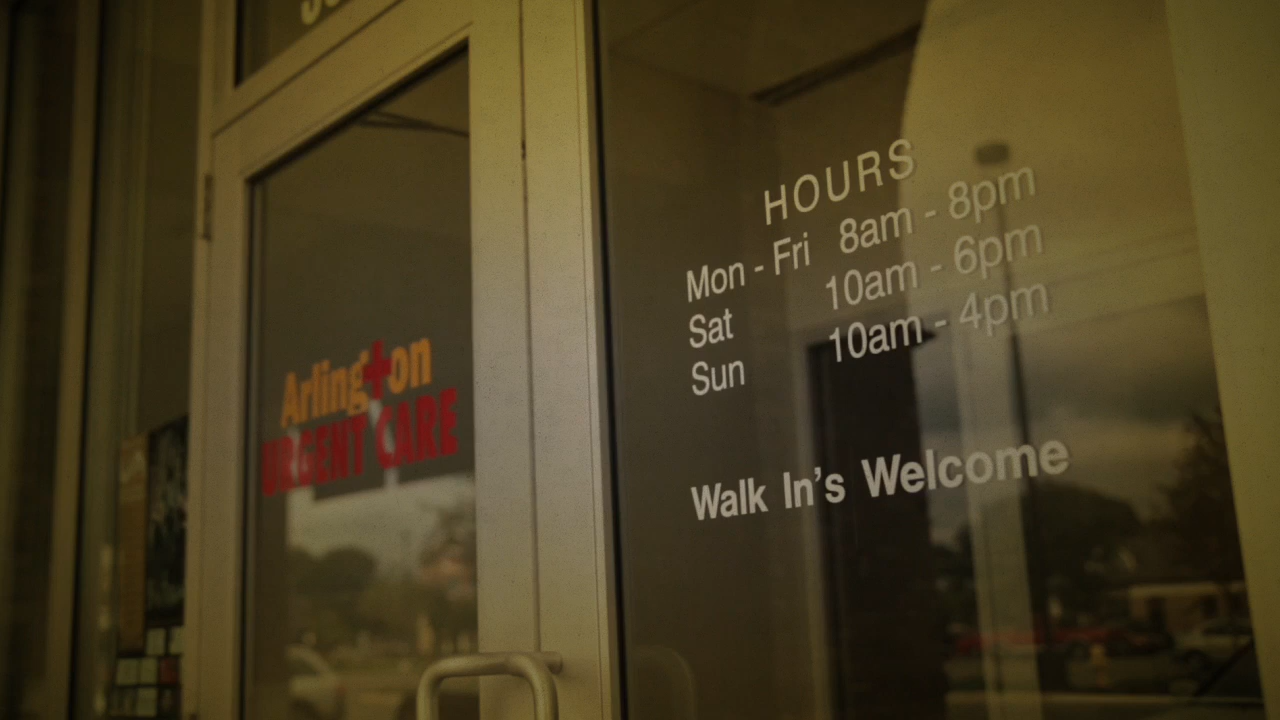 Arlington
URGENT CARE
HOURS
Mon - Fri 8am - 8pm
Sat 10am - 6pm
Sun 10am - 4pm
Walk In's Welcome